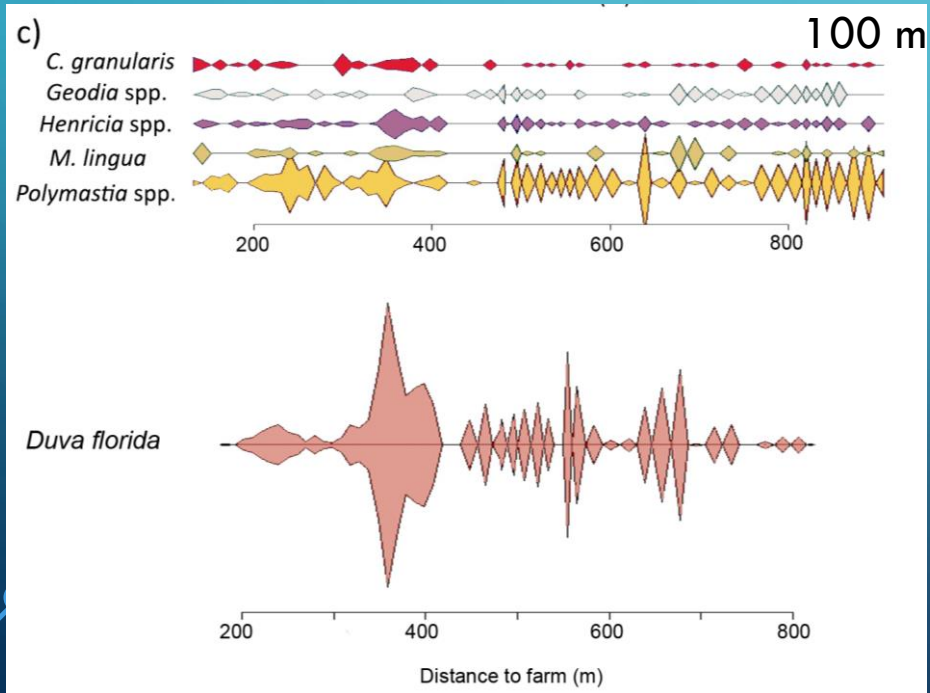 c)
100 m
C. granularis
Geodia spp.
Henricia spp.
M. lingua
Polymastia spp.
200 400 600 800
Duva florida
200 400 600 800
Distance to farm (m)